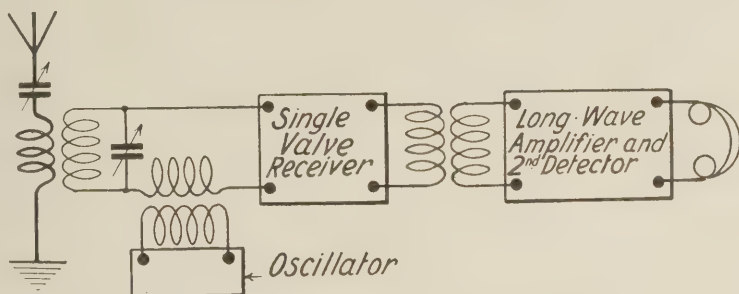 Single
Valve
Receiver
Long-Wave
Amplifier and
2nd Detector
Oscillator